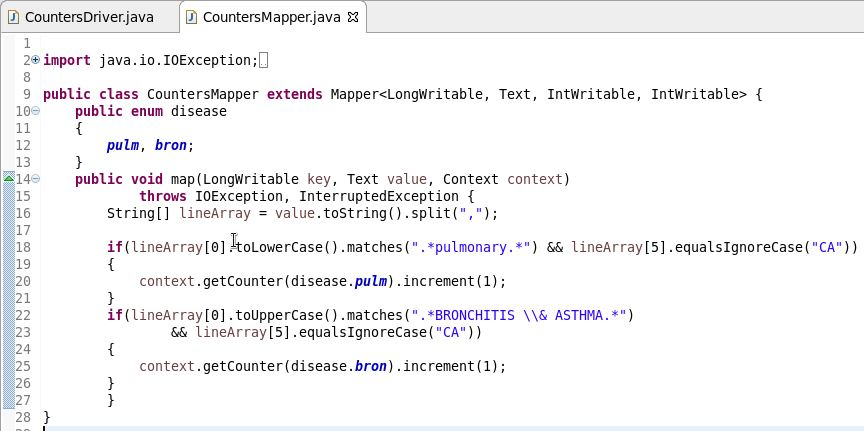 CountersDriver.java CountersMapper.java
1
2 import java.io.IOException;
8
9 public class CountersMapper extends Mapper<LongWritable, Text, IntWritable, IntWritable> {
10 public enum disease
11 {
12 pulm, bron;
13 }
14 public void map(LongWritable key, Text value, Context context)
15 throws IOException, InterruptedException {
16 String[] lineArray = value.toString().split(",");
17
18 if(lineArray[0].toLowerCase().matches(".*pulmonary.*") && lineArray[5].equalsIgnoreCase("CA"))
19 {
20 context.getCounter(disease.pulm).increment(1);
21 }
22 if(lineArray[0].toUpperCase().matches(".*BRONCHITIS \\& ASTHMA.*")
23 && lineArray[5].equalsIgnoreCase("CA"))
24 {
25 context.getCounter(disease.bron).increment(1);
26 }
27 }
28 }